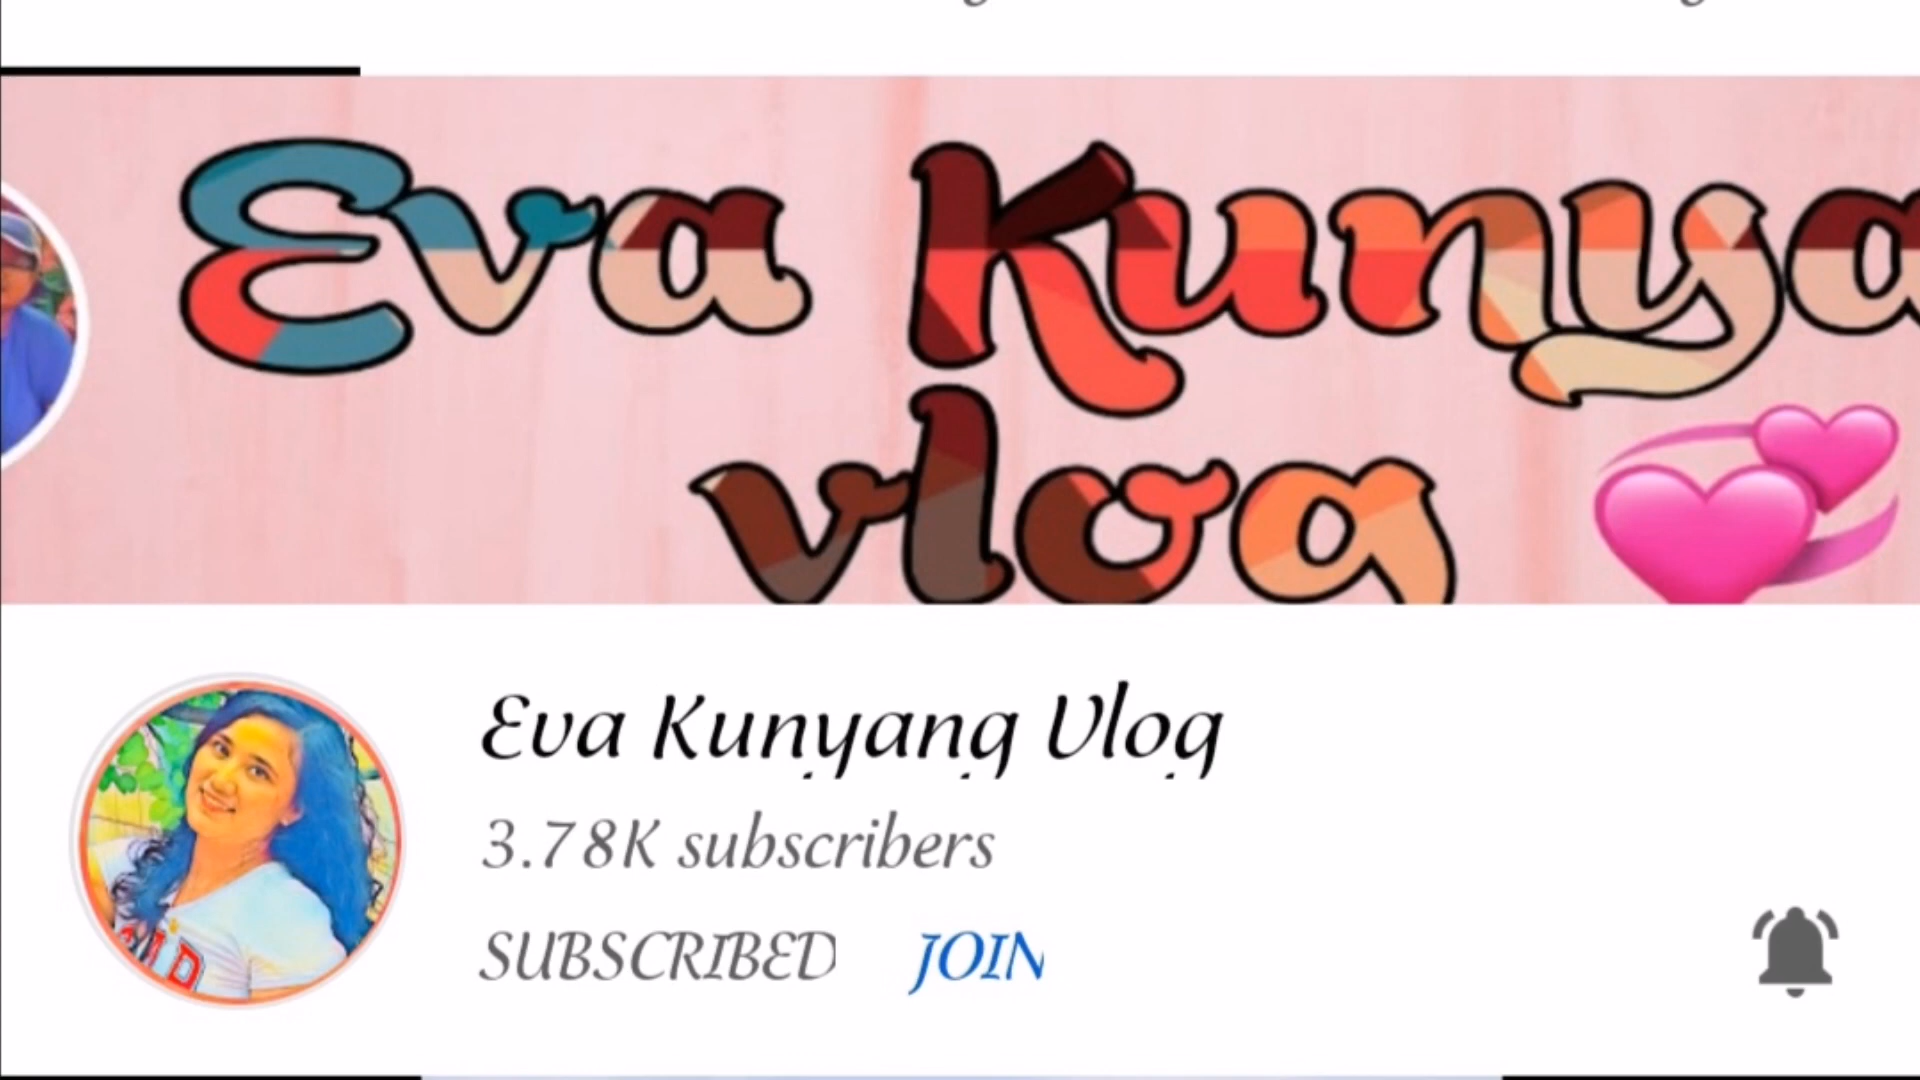 Eva Kunya
vlog
Eva Kunyang Vlog
3.78K subscribers
SUBSCRIBED JOIN